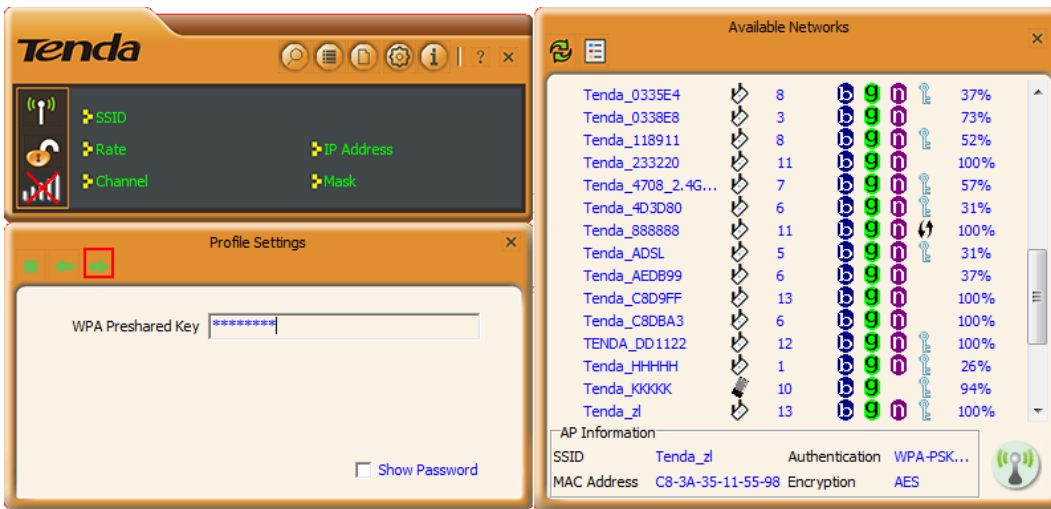 Tenda
? ×
SSID
Rate
IP Address
Channel
Mask
Profile Settings ×
WPA Preshared Key ********
Show Password
Available Networks ×
Tenda_0335E4 8 b g n 37%
Tenda_0338E8 3 b g n 73%
Tenda_118911 8 b g n 52%
Tenda_233220 11 b g n 100%
Tenda_4708_2.4G... 7 b g n 57%
Tenda_4D3D80 6 b g n 31%
Tenda_888888 11 b g n 100%
Tenda_ADSL 5 b g n 31%
Tenda_AEDB99 6 b g n 37%
Tenda_C8D9FF 13 b g n 100%
Tenda_C8DBA3 6 b g n 100%
TENDA_DD1122 12 b g n 100%
Tenda_HHHHH 1 b g n 26%
Tenda_KKKKK 10 b g 94%
Tenda_zl 13 b g n 100%
AP Information
SSID Tenda_zl Authentication WPA-PSK...
MAC Address C8-3A-35-11-55-98 Encryption AES